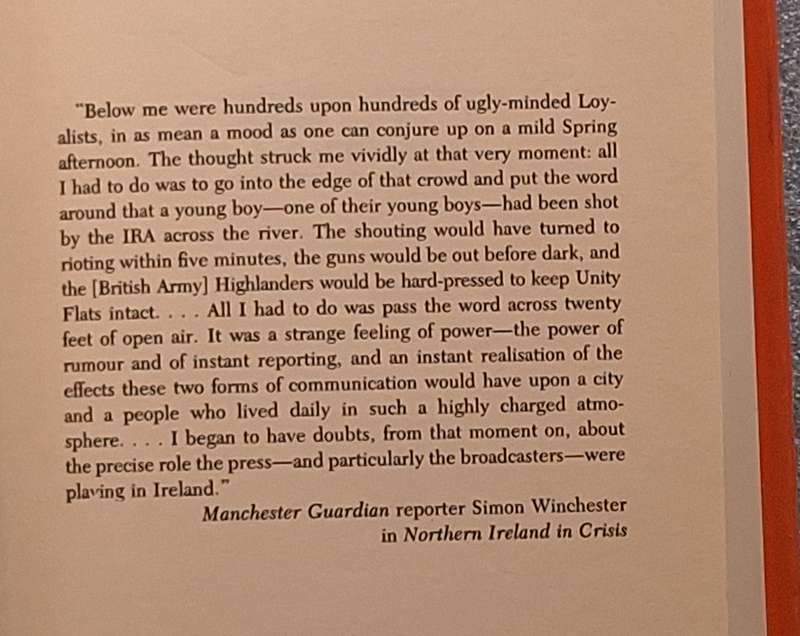 "Below me were hundreds upon hundreds of ugly-minded Loy-
alists, in as mean a mood as one can conjure up on a mild Spring
afternoon. The thought struck me vividly at that very moment: all
I had to do was to go into the edge of that crowd and put the word
around that a young boy—one of their young boys—had been shot
by the IRA across the river. The shouting would have turned to
rioting within five minutes, the guns would be out before dark, and
the [British Army] Highlanders would be hard-pressed to keep Unity
Flats intact. . . . All I had to do was pass the word across twenty
feet of open air. It was a strange feeling of power—the power of
rumour and of instant reporting, and an instant realisation of the
effects these two forms of communication would have upon a city
and a people who lived daily in such a highly charged atmo-
sphere. . . . I began to have doubts, from that moment on, about
the precise role the press—and particularly the broadcasters—were
playing in Ireland."
Manchester Guardian reporter Simon Winchester
in Northern Ireland in Crisis